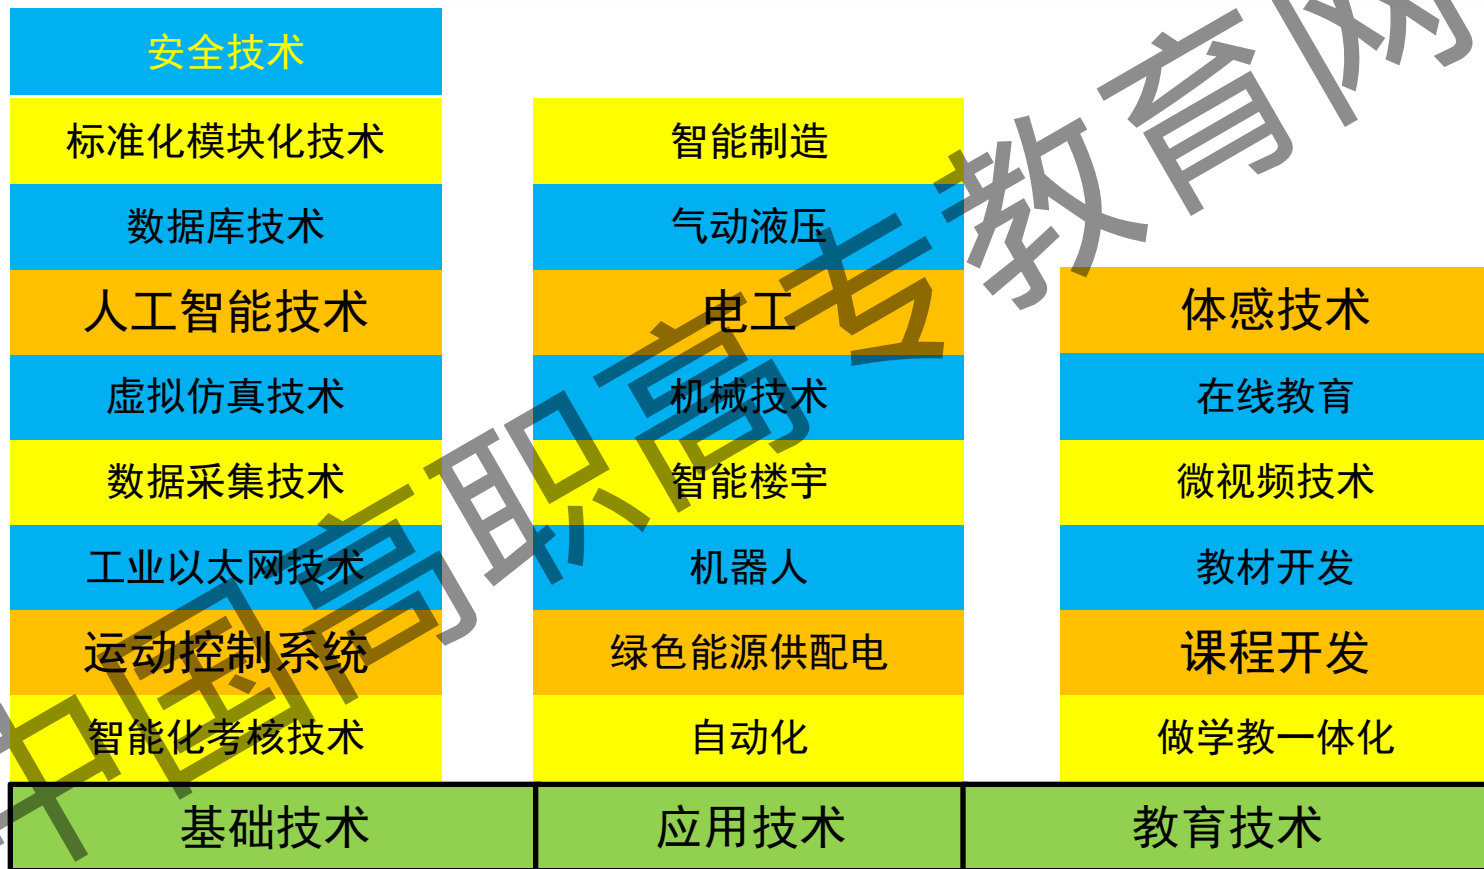 安全技术
标准化模块化技术
智能制造
数据库技术
气动液压
人工智能技术
电工
体感技术
虚拟仿真技术
机械技术
在线教育
数据采集技术
智能楼宇
微视频技术
工业以太网技术
机器人
教材开发
运动控制系统
绿色能源供配电
课程开发
智能化考核技术
自动化
做学教一体化
基础技术
应用技术
教育技术
中国高职高专教育网